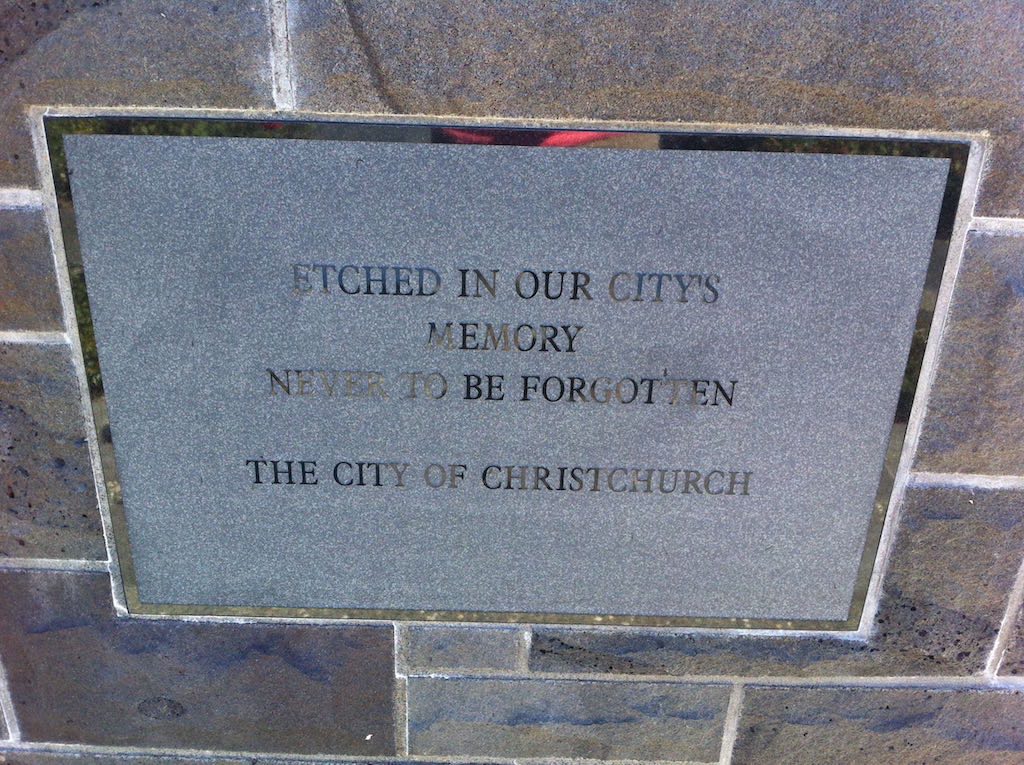 ETCHED IN OUR CITY'S
MEMORY
NEVER TO BE FORGOTTEN
THE CITY OF CHRISTCHURCH